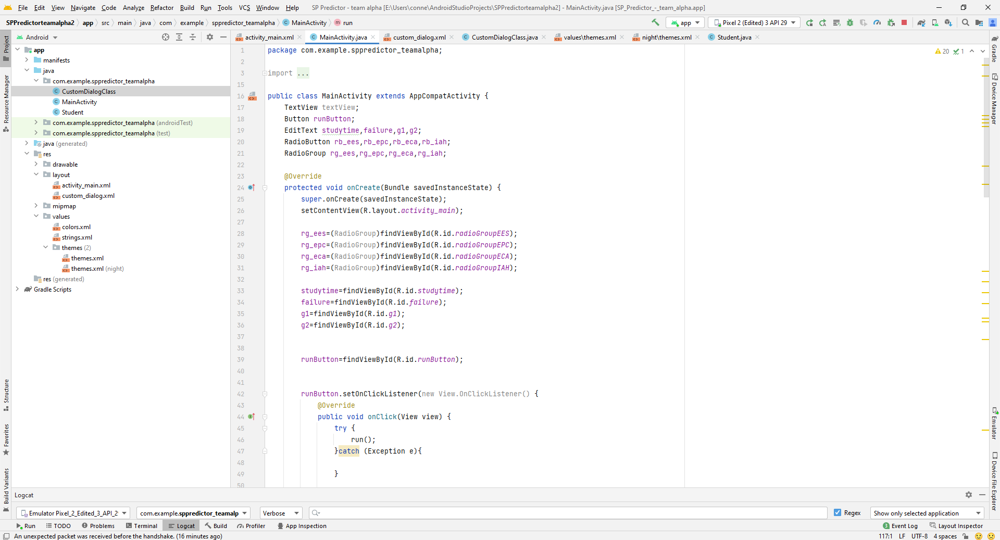 File Edit View Navigate Code Analyze Refactor Build Run Tools VCS Window Help SP Predictor - team alpha [E:\Users\conne\AndroidStudioProjects\SPPredictorteamalpha2] - MainActivity.java [SP_Predictor_-_team_alpha.app]
SPPredictorteamalpha2 app src main java com example sppredictor_teamalpha MainActivity run app Pixel 2 (Edited) 3 API 29
Android activity_main.xml MainActivity.java custom_dialog.xml CustomDialogClass.java values\themes.xml night\themes.xml Student.java
Project
Resource Manager
Structure
Favorites
Build Variants
app
manifests
java
com.example.sppredictor_teamalpha
CustomDialogClass
MainActivity
Student
com.example.sppredictor_teamalpha (androidTest)
com.example.sppredictor_teamalpha (test)
java (generated)
res
drawable
layout
activity_main.xml
custom_dialog.xml
mipmap
values
colors.xml
strings.xml
themes (2)
themes.xml
themes.xml (night)
res (generated)
Gradle Scripts
1 package com.example.sppredictor_teamalpha;
2
3 import ...
15
16 public class MainActivity extends AppCompatActivity {
17 TextView textView;
18 Button runButton;
19 EditText studytime,failure,g1,g2;
20 RadioButton rb_ees,rb_epc,rb_eca,rb_iah;
21 RadioGroup rg_ees,rg_epc,rg_eca,rg_iah;
22
23 @Override
24 protected void onCreate(Bundle savedInstanceState) {
25 super.onCreate(savedInstanceState);
26 setContentView(R.layout.activity_main);
27
28 rg_ees=(RadioGroup)findViewById(R.id.radioGroupEES);
29 rg_epc=(RadioGroup)findViewById(R.id.radioGroupEPC);
30 rg_eca=(RadioGroup)findViewById(R.id.radioGroupECA);
31 rg_iah=(RadioGroup)findViewById(R.id.radioGroupIAH);
32
33 studytime=findViewById(R.id.studytime);
34 failure=findViewById(R.id.failure);
35 g1=findViewById(R.id.g1);
36 g2=findViewById(R.id.g2);
37
38
39 runButton=findViewById(R.id.runButton);
40
41
42 runButton.setOnClickListener(new View.OnClickListener() {
43 @Override
44 public void onClick(View view) {
45 try {
46 run();
47 }catch (Exception e){
48
49 }
50
20 1
Gradle
Device Manager
Emulator
Device File Explorer
Logcat
Emulator Pixel_2_Edited_3_API_2 com.example.sppredictor_teamalp Verbose Regex Show only selected application
Run TODO Problems Terminal Logcat Build Profiler App Inspection 3 Event Log Layout Inspector
An unexpected packet was received before the handshake. (16 minutes ago) 117:1 LF UTF-8 4 spaces